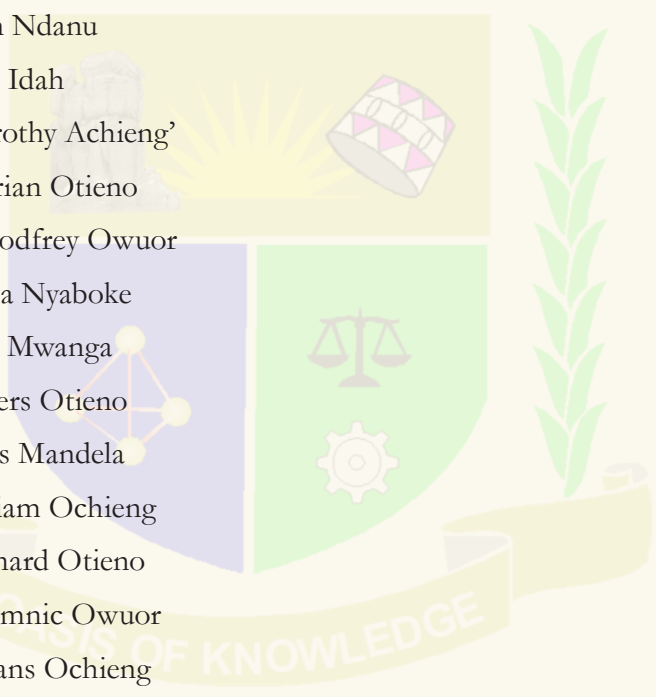 n Ndanu
Idah
rothy Achieng’
rian Otieno
odfrey Owuor
a Nyaboke
Mwanga
ers Otieno
s Mandela
iam Ochieng
hard Otieno
mnic Owuor
ans Ochieng
OASIS OF KNOWLEDGE